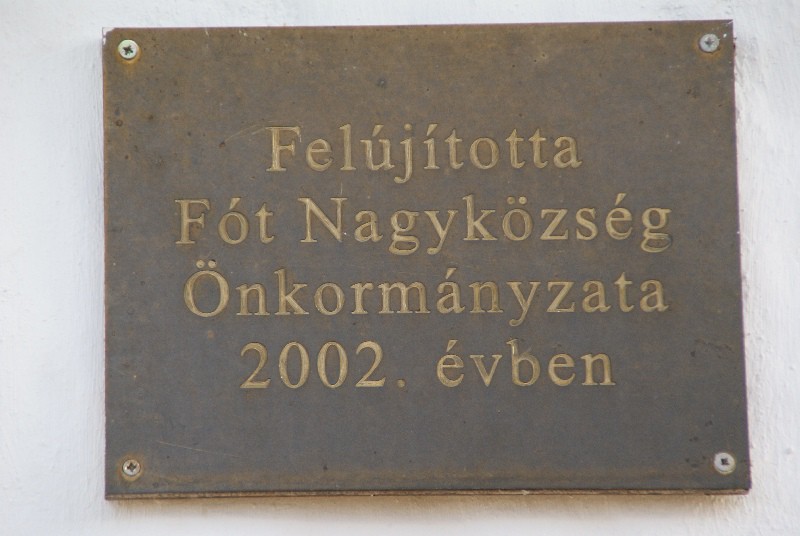 Felújította
Fót Nagyközség
Önkormányzata
2002. évben